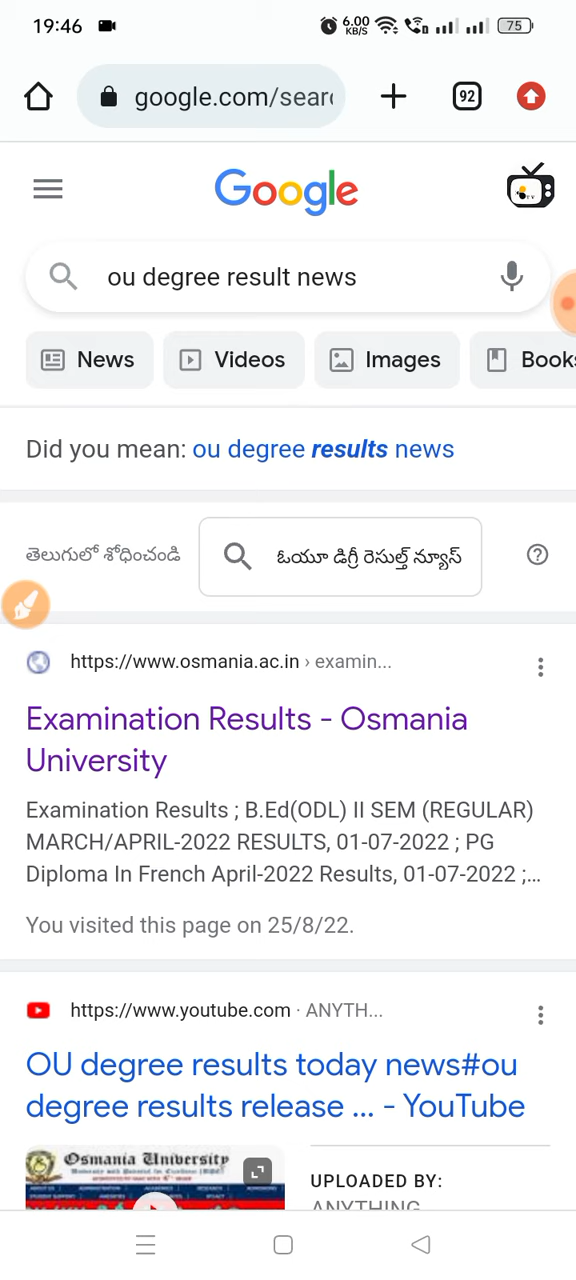 19:46 6.00 KB/S 75
google.com/sear 92
Google
ou degree result news
News Videos Images Books
Did you mean: ou degree results news
తెలుగులో శోధించండి ఓయూ డిగ్రీ రెసుల్త్ న్యూస్
https://www.osmania.ac.in › examin...
Examination Results - Osmania
University
Examination Results ; B.Ed(ODL) II SEM (REGULAR)
MARCH/APRIL-2022 RESULTS, 01-07-2022 ; PG
Diploma In French April-2022 Results, 01-07-2022 ;...
You visited this page on 25/8/22.
https://www.youtube.com · ANYTH...
OU degree results today news#ou
degree results release ... - YouTube
Osmania University
UPLOADED BY:
ANYTHING